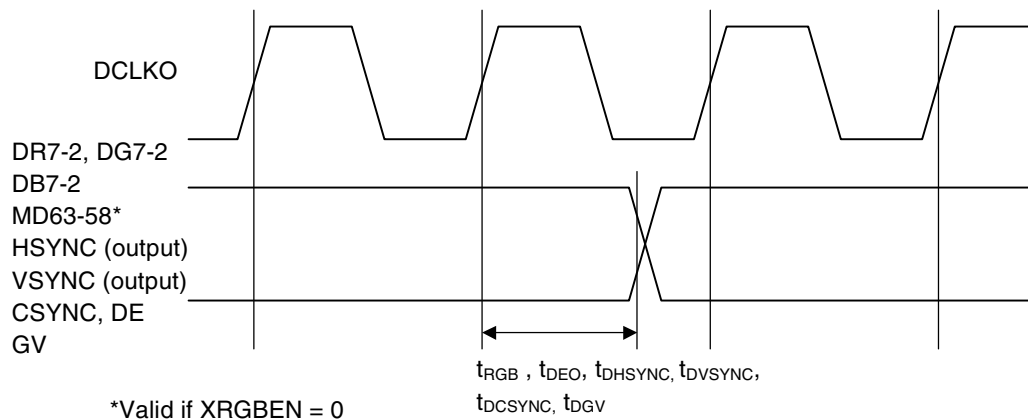 DCLKO
DR7-2, DG7-2
DB7-2
MD63-58*
HSYNC (output)
VSYNC (output)
CSYNC, DE
GV
tRGB , tDEO, tDHSYNC, tDVSYNC,
tDCSYNC, tDGV
*Valid if XRGBEN = 0